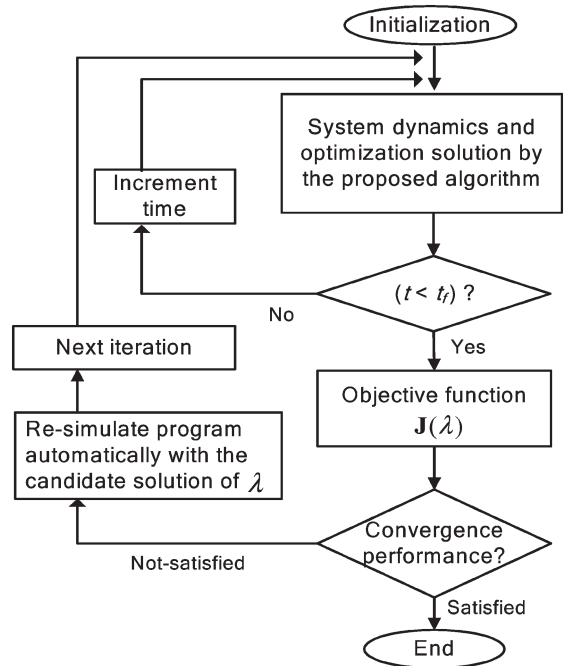 Initialization
System dynamics and
optimization solution by
the proposed algorithm
Increment
time
(t < tf) ?
No
Yes
Next iteration
Objective function
J(λ)
Re-simulate program
automatically with the
candidate solution of λ
Convergence
performance?
Not-satisfied
Satisfied
End